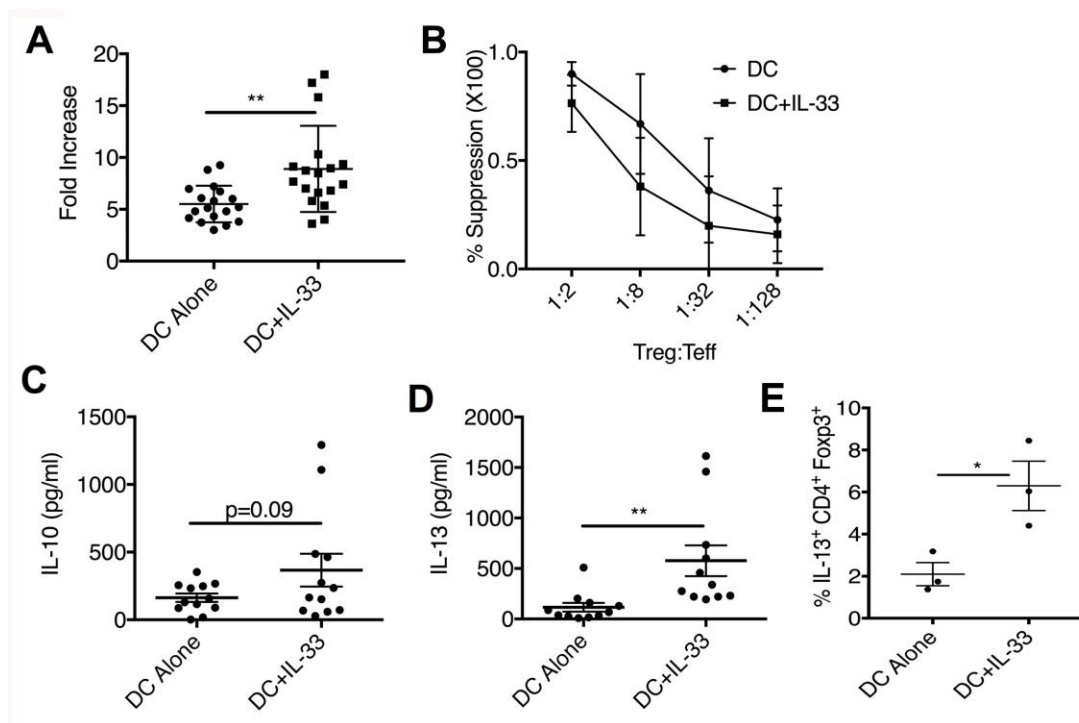 A
Fold Increase
20
15
10
5
0
**
DC Alone
DC+IL-33
B
% Suppression (X100)
1.0
0.5
0.0
DC
DC+IL-33
1:2
1:8
1:32
1:128
Treg:Teff
C
IL-10 (pg/ml)
1500
1000
500
0
p=0.09
DC Alone
DC+IL-33
D
IL-13 (pg/ml)
2000
1500
1000
500
0
**
DC Alone
DC+IL-33
E
% IL-13⁺ CD4⁺ Foxp3⁺
10
8
6
4
2
0
*
DC Alone
DC+IL-33